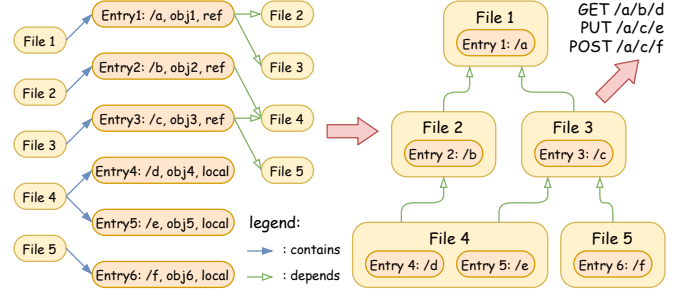 File 1
Entry1: /a, obj1, ref
File 2
File 2
Entry2: /b, obj2, ref
File 3
File 3
Entry3: /c, obj3, ref
File 4
File 4
Entry4: /d, obj4, local
File 5
Entry5: /e, obj5, local
File 5
Entry6: /f, obj6, local
legend:
: contains
: depends
File 1
Entry 1: /a
GET /a/b/d
PUT /a/c/e
POST /a/c/f
File 2
Entry 2: /b
File 3
Entry 3: /c
File 4
Entry 4: /d
Entry 5: /e
File 5
Entry 6: /f